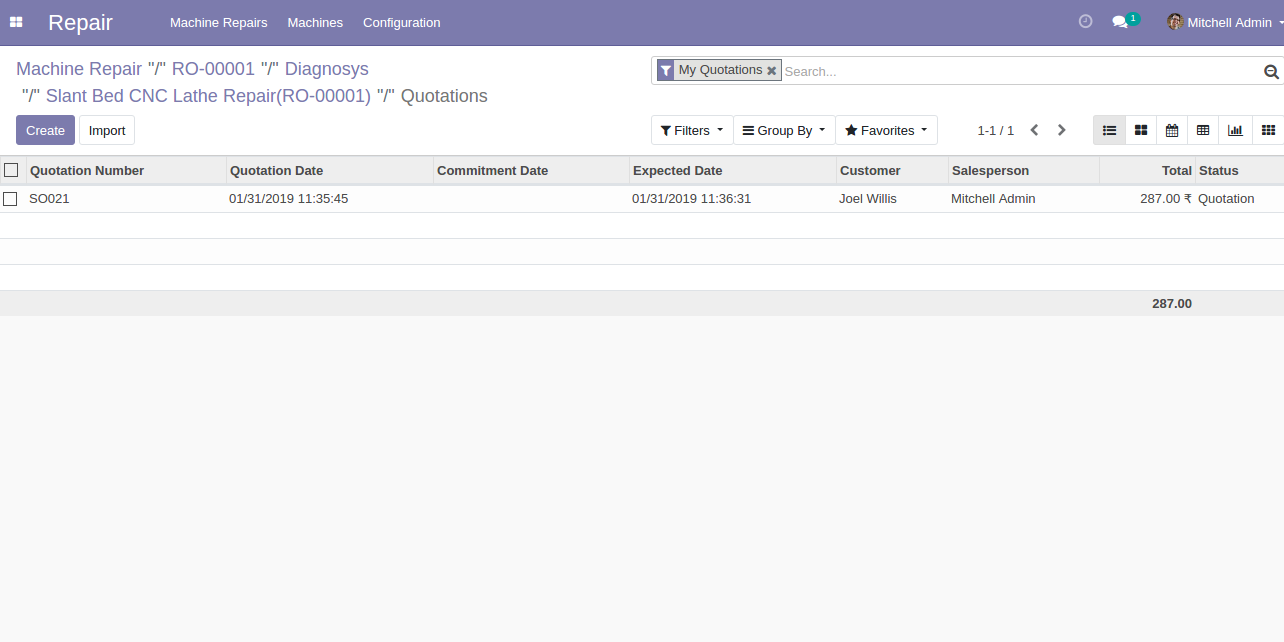 Repair Machine Repairs Machines Configuration 1 Mitchell Admin
Machine Repair "/" RO-00001 "/" Diagnosys
"/" Slant Bed CNC Lathe Repair(RO-00001) "/" Quotations
My Quotations Search...
Create Import Filters Group By Favorites 1-1 / 1
Quotation Number Quotation Date Commitment Date Expected Date Customer Salesperson Total Status
SO021 01/31/2019 11:35:45 01/31/2019 11:36:31 Joel Willis Mitchell Admin 287.00 ₹ Quotation
287.00